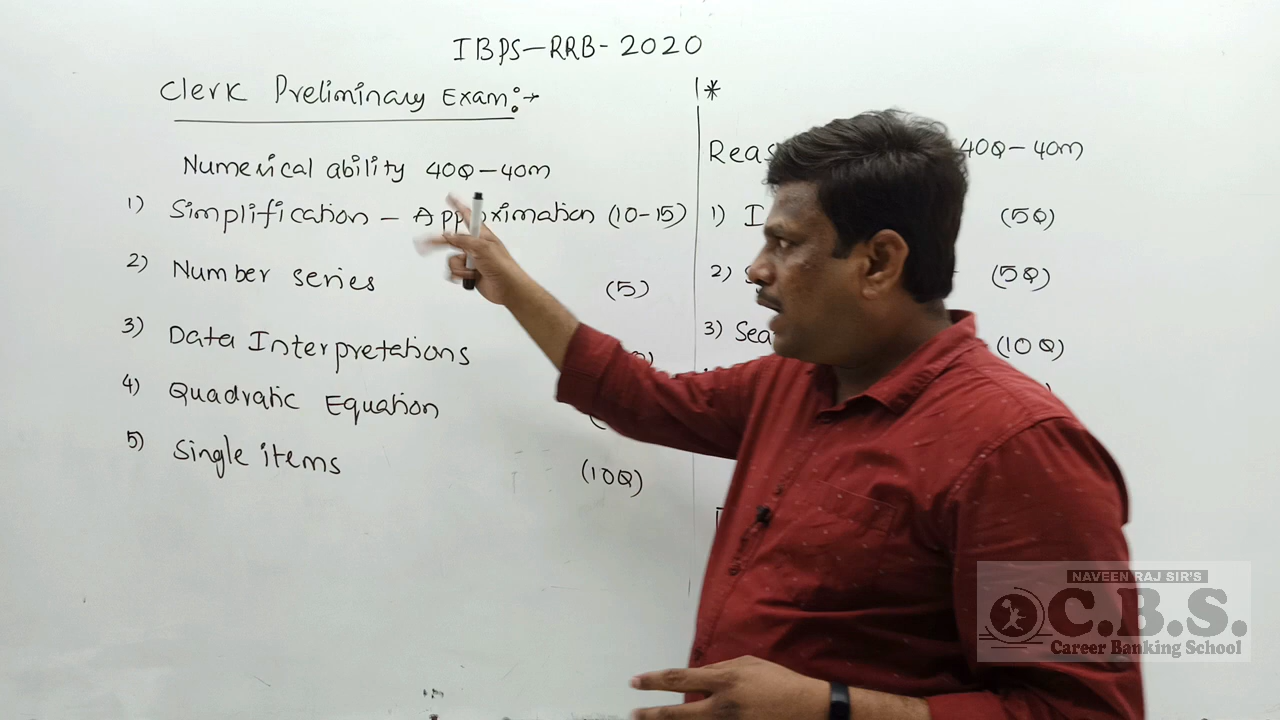 IBPS-RRB-2020
Clerk Preliminary Exam:→
Numerical ability 40Q-40m
1) Simplification - Approximation (10-15)
2) Number series (5)
3) Data Interpretations
4) Quadratic Equation
5) Single items (10Q)
1*
40Q-40m
1) I (5Q)
2) (5Q)
3) (10Q)
NAVEEN RAJ SIR'S
C.B.S.
Career Banking School